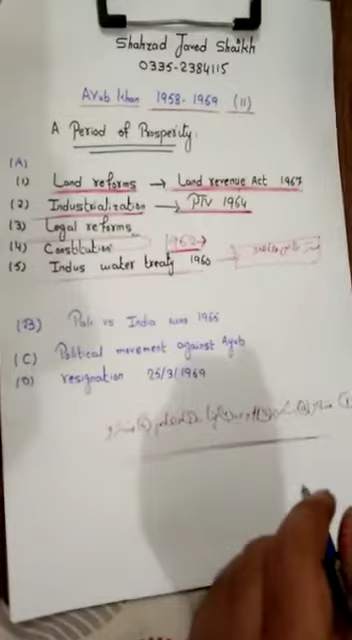 Shahzad Javed Shaikh
0335-2384115
Ayub Khan 1958-1969 (11)
A Period of Prosperity
(A)
(1) Land reforms → Land revenue Act 1967
(2) Industrialization → PTV 1964
(3) Legal reforms
(4) Constitution 1962 →
(5) Indus water treaty 1960 →
(B) Pak vs India war 1965
(C) Political movement against Ayub
(D) resignation 25/3/1969